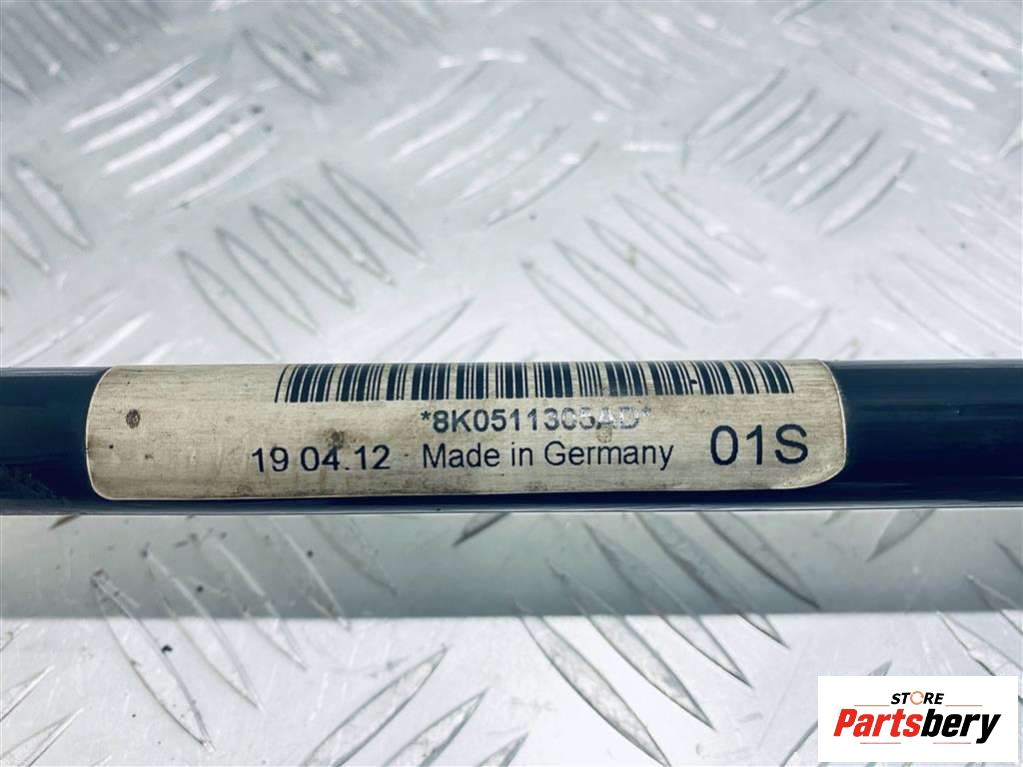 *8K0511305AD*
19 04.12 Made in Germany 01S
STORE
Partsbery